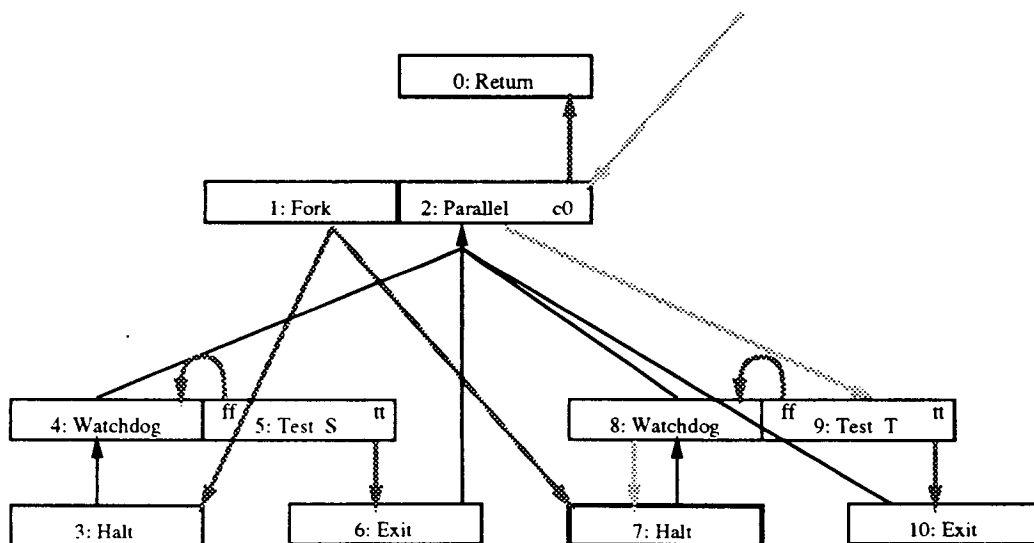 0: Return
1: Fork
2: Parallel c0
ff tt
4: Watchdog
5: Test S
ff tt
8: Watchdog
9: Test T
3: Halt
6: Exit
7: Halt
10: Exit